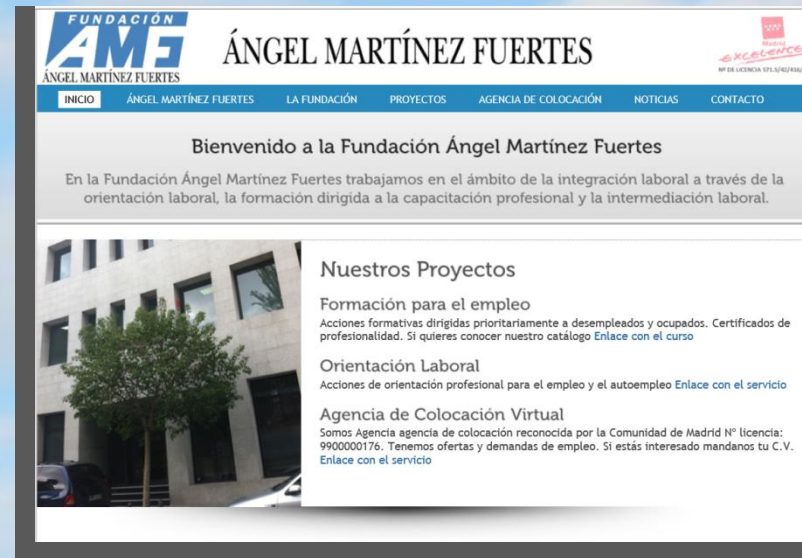 FUNDACIÓN
AMF
ÁNGEL MARTÍNEZ FUERTES
ÁNGEL MARTÍNEZ FUERTES
Madrid
EXCELENTE
INICIO ÁNGEL MARTÍNEZ FUERTES LA FUNDACIÓN PROYECTOS AGENCIA DE COLOCACIÓN NOTICIAS CONTACTO
Bienvenido a la Fundación Ángel Martínez Fuertes
En la Fundación Ángel Martínez Fuertes trabajamos en el ámbito de la integración laboral a través de la
orientación laboral, la formación dirigida a la capacitación profesional y la intermediación laboral.
Nuestros Proyectos
Formación para el empleo
Acciones formativas dirigidas prioritariamente a desempleados y ocupados. Certificados de
profesionalidad. Si quieres conocer nuestro catálogo Enlace con el curso
Orientación Laboral
Acciones de orientación profesional para el empleo y el autoempleo Enlace con el servicio
Agencia de Colocación Virtual
Somos Agencia agencia de colocación reconocida por la Comunidad de Madrid Nº licencia:
9900000176. Tenemos ofertas y demandas de empleo. Si estás interesado mandanos tu C.V.
Enlace con el servicio